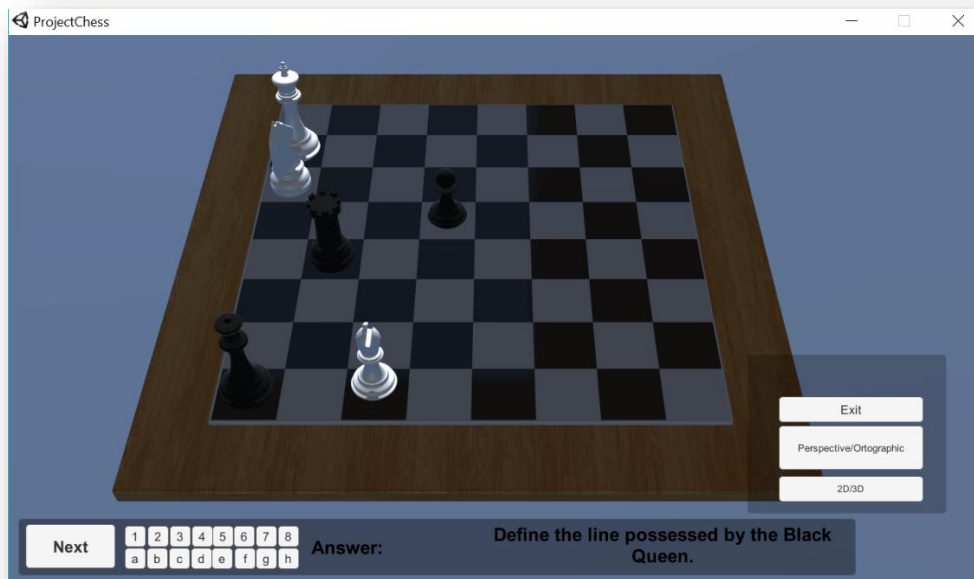 ProjectChess
Exit
Perspective/Ortographic
2D/3D
Next
1 2 3 4 5 6 7 8
a b c d e f g h
Answer:
Define the line possessed by the Black
Queen.